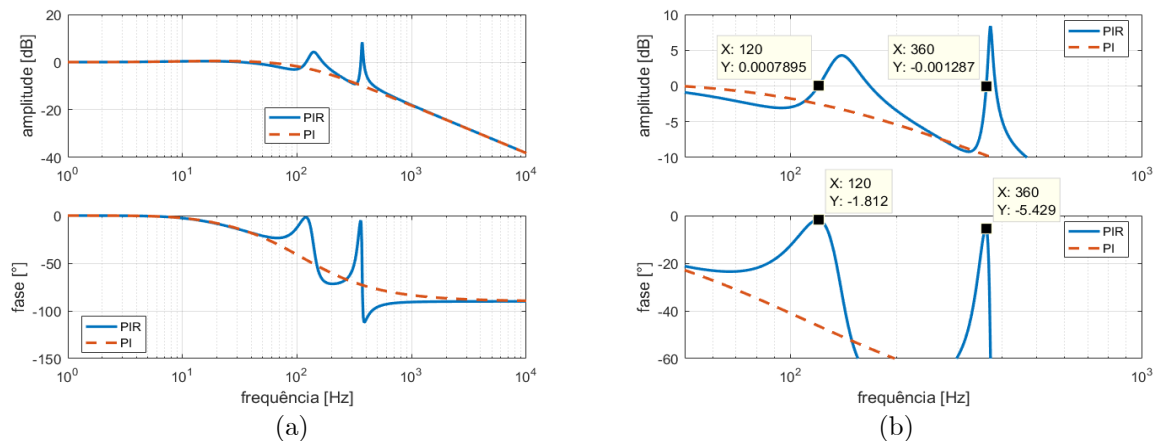 20
0
-20
-40
amplitude [dB]
PIR
PI
10^0
10^1
10^2
10^3
10^4
0
-50
-100
-150
fase [°]
PIR
PI
10^0
10^1
10^2
10^3
10^4
frequência [Hz]
(a)
10
5
0
-5
-10
amplitude [dB]
X: 120
Y: 0.0007895
X: 360
Y: -0.001287
PIR
PI
10^2
10^3
0
-20
-40
-60
fase [°]
X: 120
Y: -1.812
X: 360
Y: -5.429
PIR
PI
10^2
10^3
frequência [Hz]
(b)